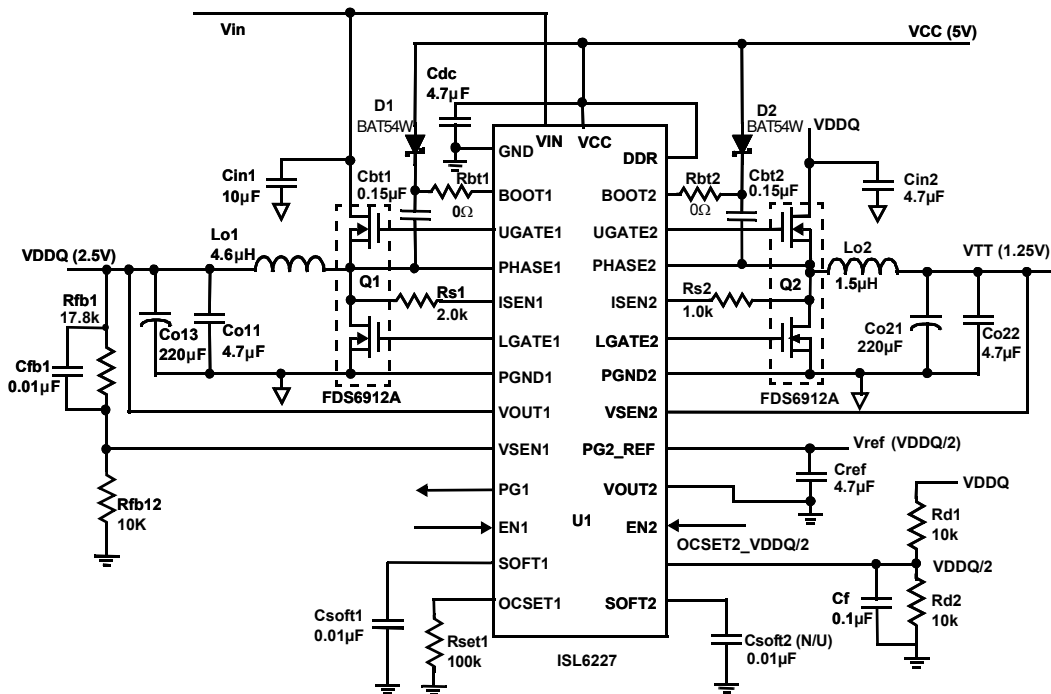 Vin
VCC (5V)
Cdc
4.7µF
D1
BAT54W
D2
BAT54W
VDDQ
VIN
VCC
GND
DDR
Cin1
10µF
Cbt1
0.15µF
Rbt1
0Ω
BOOT1
BOOT2
Rbt2
0Ω
Cbt2
0.15µF
Cin2
4.7µF
UGATE1
UGATE2
VDDQ (2.5V)
Lo1
4.6µH
PHASE1
PHASE2
Lo2
1.5µH
VTT (1.25V)
Rfb1
17.8k
Q1
Rs1
2.0k
ISEN1
ISEN2
Rs2
1.0k
Q2
Co13
220µF
Co11
4.7µF
LGATE1
LGATE2
Co21
220µF
Co22
4.7µF
Cfb1
0.01µF
PGND1
PGND2
FDS6912A
FDS6912A
VOUT1
VSEN2
VSEN1
PG2_REF
Vref (VDDQ/2)
Rfb12
10K
PG1
VOUT2
Cref
4.7µF
VDDQ
EN1
U1
EN2
OCSET2_VDDQ/2
Rd1
10k
SOFT1
VDDQ/2
Csoft1
0.01µF
OCSET1
SOFT2
Cf
0.1µF
Rd2
10k
Rset1
100k
Csoft2 (N/U)
0.01µF
ISL6227